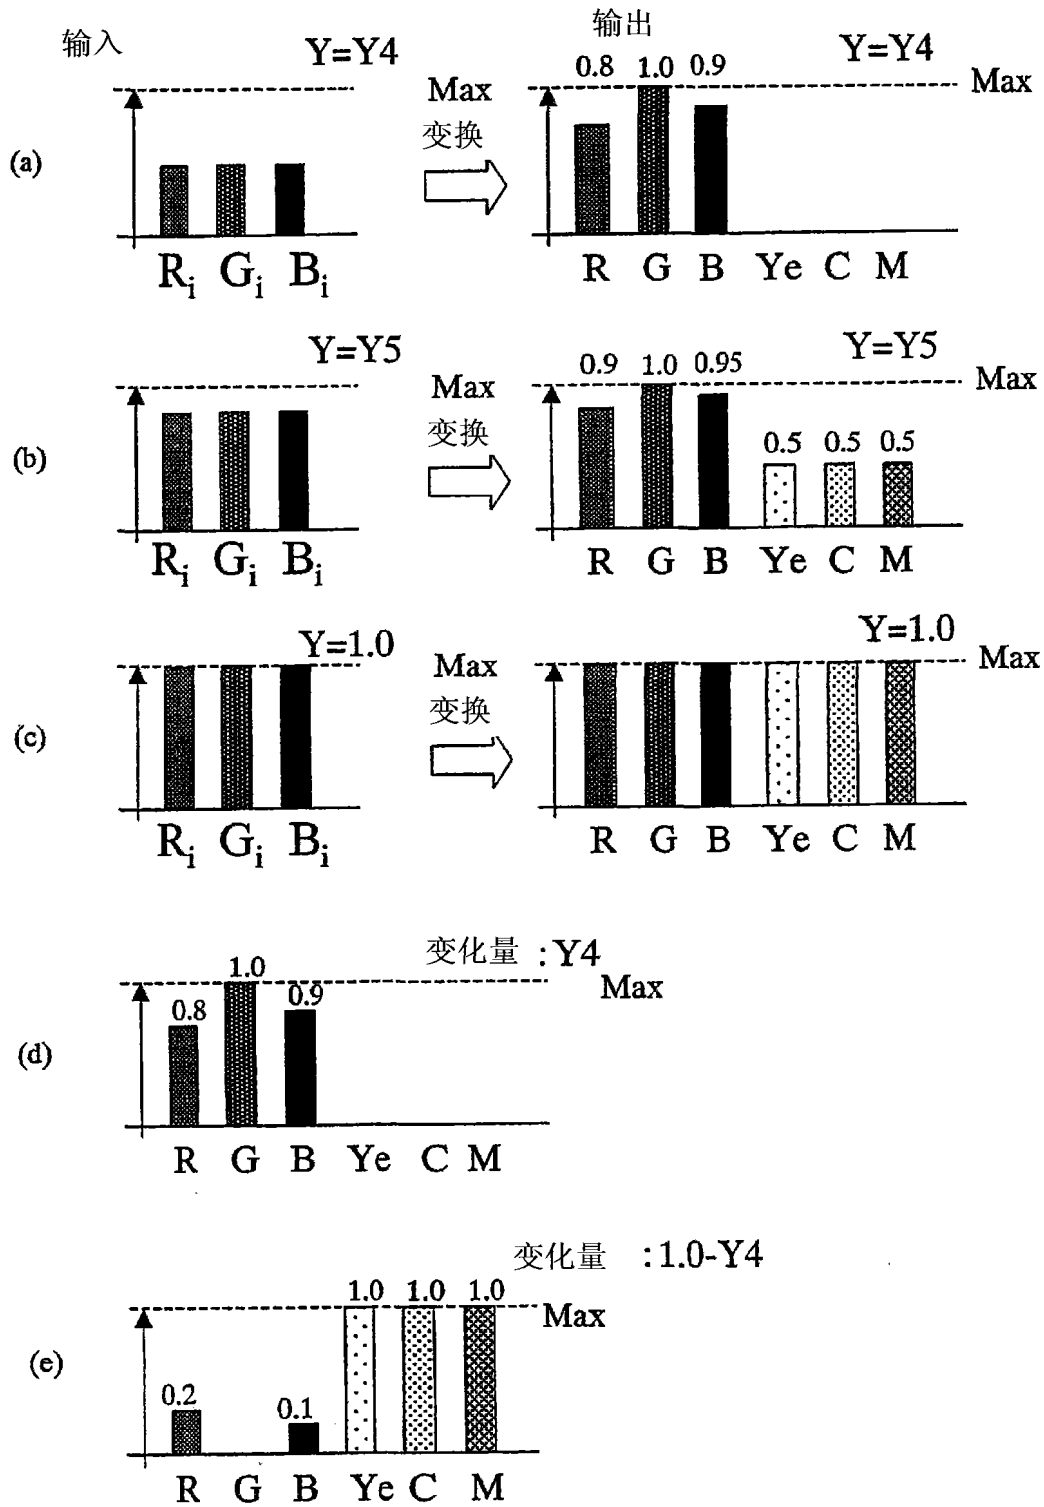 输入 Y=Y4 输出 Y=Y4
0.8 1.0 0.9
Max Max
变换
(a)
Ri Gi Bi R G B Ye C M
Y=Y5 Y=Y5
0.9 1.0 0.95
Max Max
变换
0.5 0.5 0.5
(b)
Ri Gi Bi R G B Ye C M
Y=1.0 Y=1.0
Max Max
变换
(c)
Ri Gi Bi R G B Ye C M
变化量 :Y4
1.0
Max
0.8 0.9
(d)
R G B Ye C M
变化量 :1.0-Y4
1.0 1.0 1.0
Max
(e)
0.2 0.1
R G B Ye C M